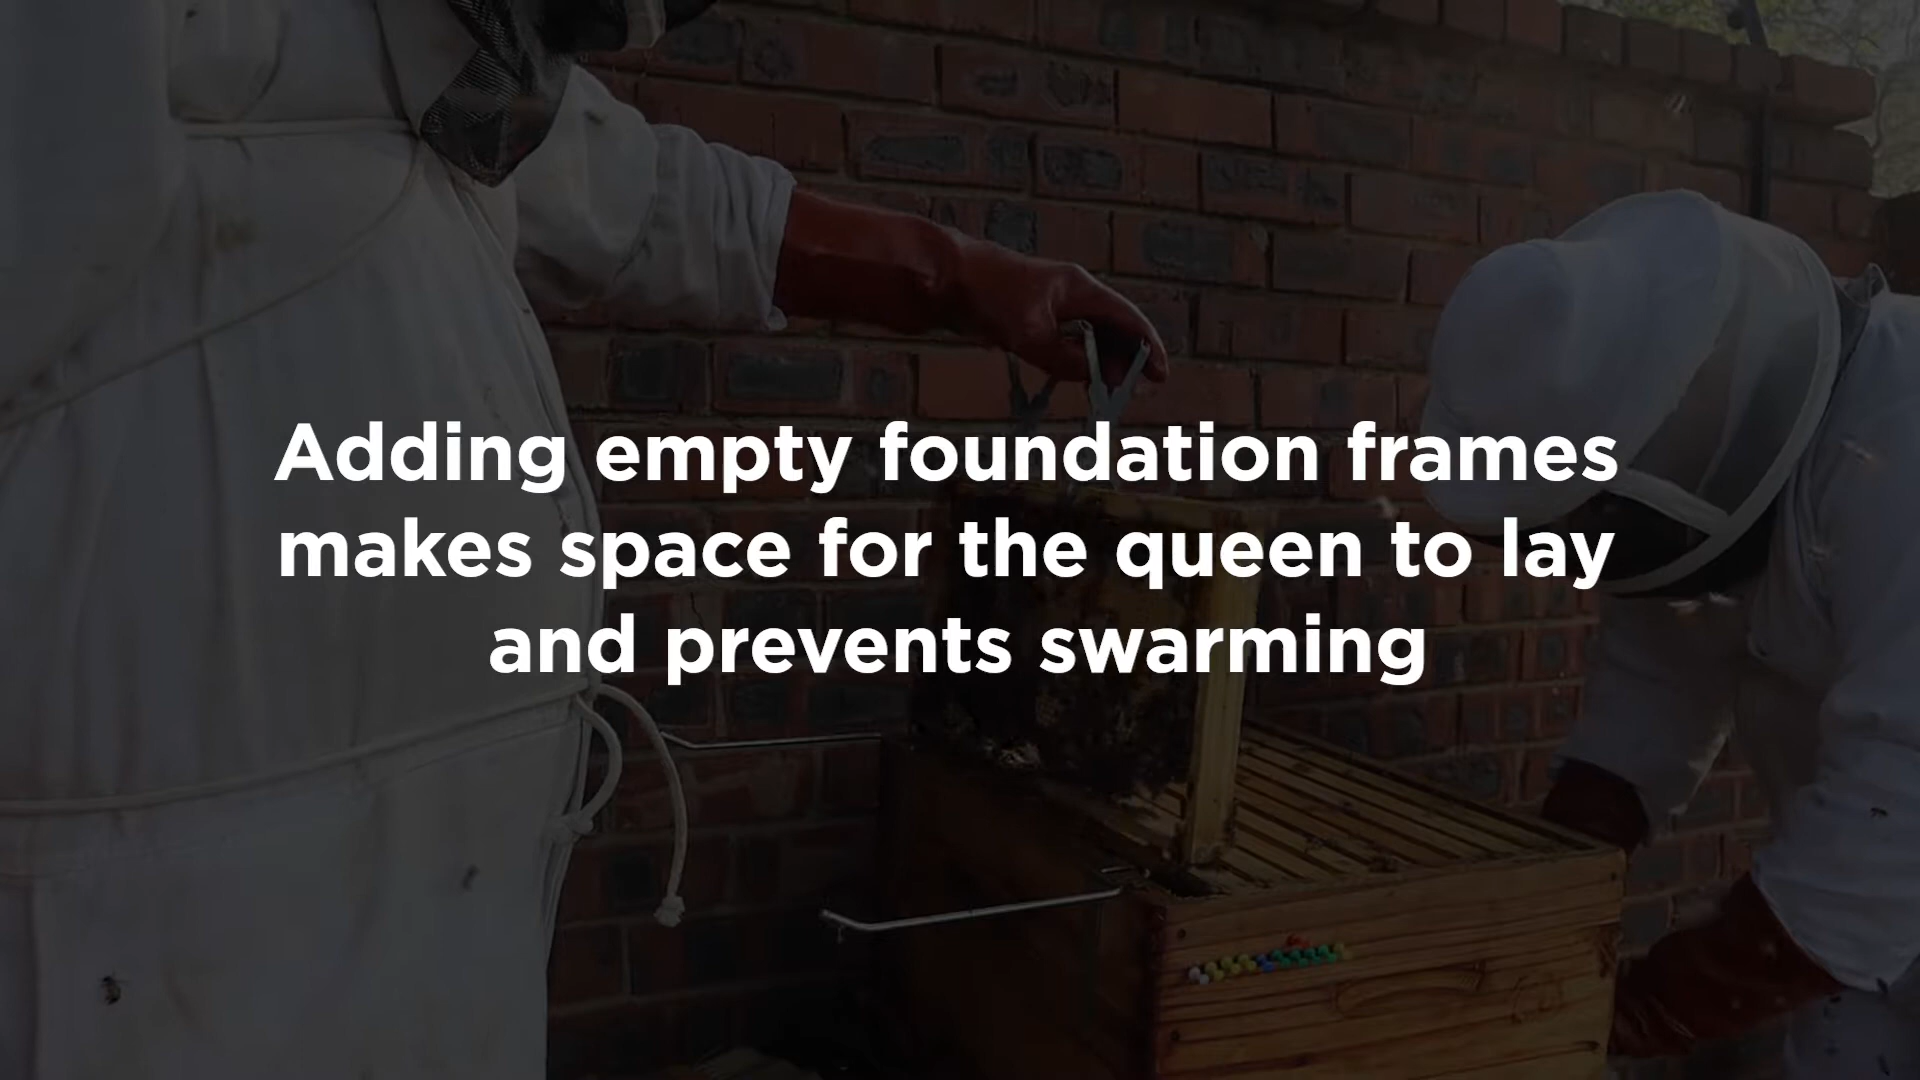 Adding empty foundation frames
makes space for the queen to lay
and prevents swarming